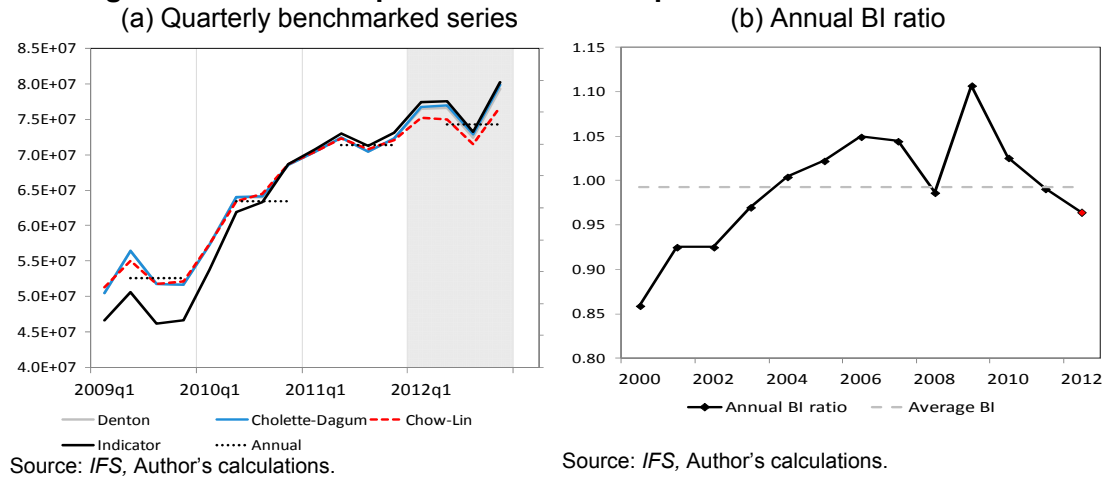 (a) Quarterly benchmarked series
8.5E+07
8.0E+07
7.5E+07
7.0E+07
6.5E+07
6.0E+07
5.5E+07
5.0E+07
4.5E+07
4.0E+07
2009q1 2010q1 2011q1 2012q1
Denton Cholette-Dagum Chow-Lin
Indicator Annual
Source: IFS, Author's calculations.
(b) Annual BI ratio
1.15
1.10
1.05
1.00
0.95
0.90
0.85
0.80
2000 2002 2004 2006 2008 2010 2012
Annual BI ratio Average BI
Source: IFS, Author's calculations.